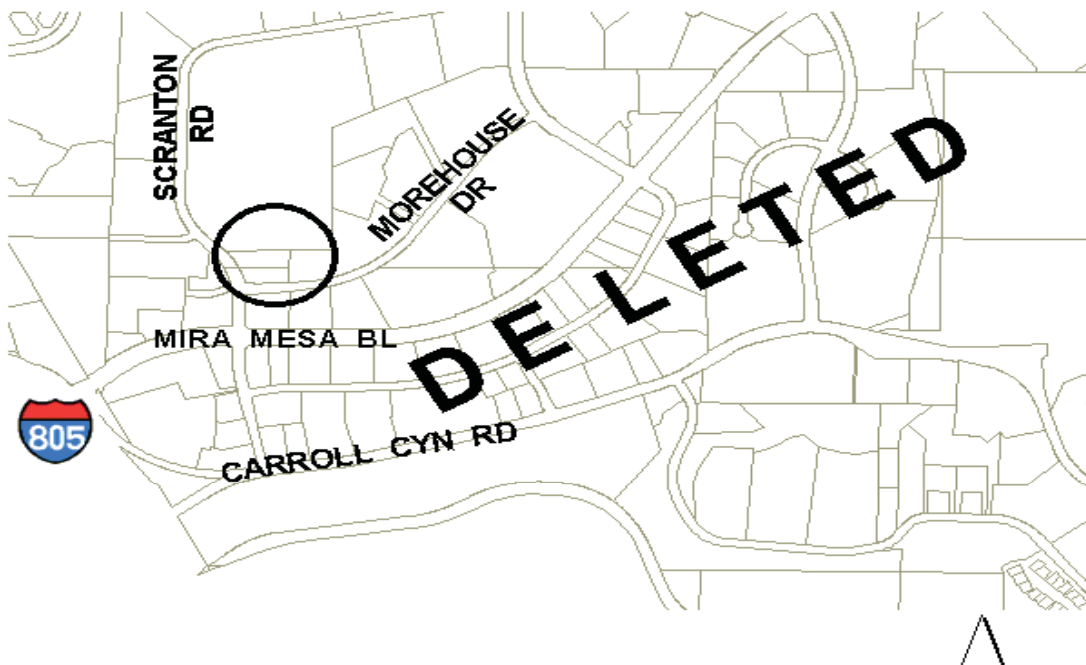 SCRANTON
RD
MOREHOUSE
DR
DELETED
MIRA MESA BL
805
CARROLL CYN RD